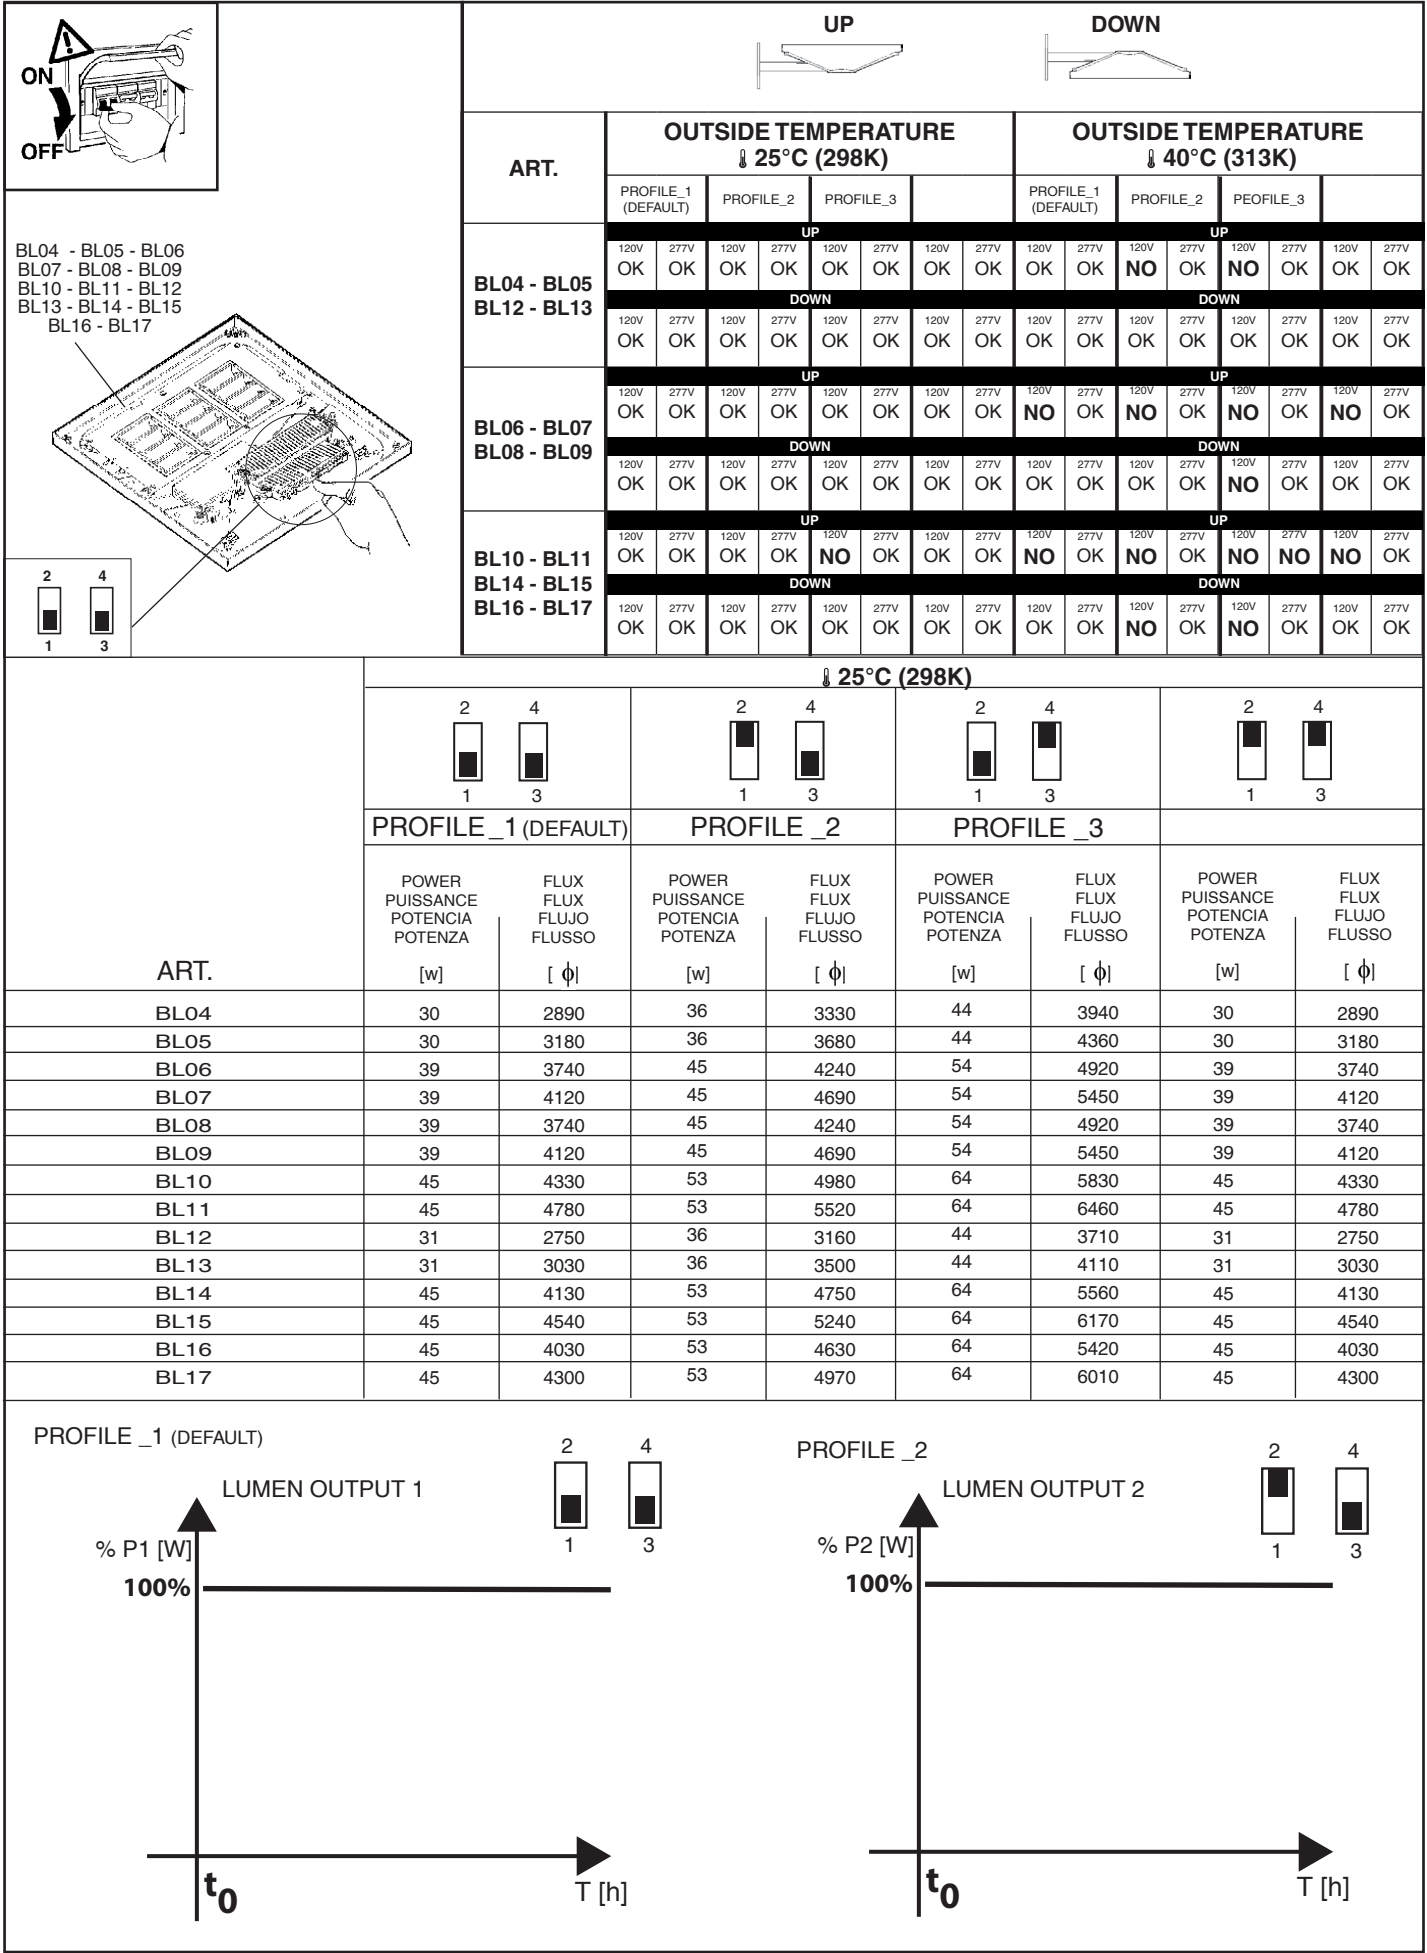 ON
OFF
BL04 - BL05 - BL06
BL07 - BL08 - BL09
BL10 - BL11 - BL12
BL13 - BL14 - BL15
BL16 - BL17
2 4
1 3
UP DOWN
ART.
OUTSIDE TEMPERATURE OUTSIDE TEMPERATURE
25°C (298K) 40°C (313K)
PROFILE_1 (DEFAULT) PROFILE_2 PROFILE_3 PROFILE_1 (DEFAULT) PROFILE_2 PEOFILE_3
UP UP
120V 277V 120V 277V 120V 277V 120V 277V 120V 277V 120V 277V 120V 277V 120V 277V
BL04 - BL05
BL12 - BL13
OK OK OK OK OK OK OK OK OK OK NO OK NO OK OK OK
DOWN DOWN
120V 277V 120V 277V 120V 277V 120V 277V 120V 277V 120V 277V 120V 277V 120V 277V
OK OK OK OK OK OK OK OK OK OK OK OK OK OK OK OK
UP UP
120V 277V 120V 277V 120V 277V 120V 277V 120V 277V 120V 277V 120V 277V 120V 277V
BL06 - BL07
BL08 - BL09
OK OK OK OK OK OK OK OK NO OK NO OK NO OK NO OK
DOWN DOWN
120V 277V 120V 277V 120V 277V 120V 277V 120V 277V 120V 277V 120V 277V 120V 277V
OK OK OK OK OK OK OK OK OK OK OK OK NO OK OK OK
UP UP
120V 277V 120V 277V 120V 277V 120V 277V 120V 277V 120V 277V 120V 277V 120V 277V
BL10 - BL11
BL14 - BL15
BL16 - BL17
OK OK OK OK NO OK OK OK NO OK NO OK NO NO NO OK
DOWN DOWN
120V 277V 120V 277V 120V 277V 120V 277V 120V 277V 120V 277V 120V 277V 120V 277V
OK OK OK OK OK OK OK OK OK OK NO OK NO OK OK OK
25°C (298K)
2 4 2 4 2 4 2 4
1 3 1 3 1 3 1 3
PROFILE _1 (DEFAULT) PROFILE _2 PROFILE _3
POWER FLUX POWER FLUX POWER FLUX POWER FLUX
PUISSANCE FLUX PUISSANCE FLUX PUISSANCE FLUX PUISSANCE FLUX
POTENCIA FLUJO POTENCIA FLUJO POTENCIA FLUJO POTENCIA FLUJO
POTENZA FLUSSO POTENZA FLUSSO POTENZA FLUSSO POTENZA FLUSSO
ART. [w] [ ϕ| [w] [ ϕ| [w] [ ϕ| [w] [ ϕ|
BL04 30 2890 36 3330 44 3940 30 2890
BL05 30 3180 36 3680 44 4360 30 3180
BL06 39 3740 45 4240 54 4920 39 3740
BL07 39 4120 45 4690 54 5450 39 4120
BL08 39 3740 45 4240 54 4920 39 3740
BL09 39 4120 45 4690 54 5450 39 4120
BL10 45 4330 53 4980 64 5830 45 4330
BL11 45 4780 53 5520 64 6460 45 4780
BL12 31 2750 36 3160 44 3710 31 2750
BL13 31 3030 36 3500 44 4110 31 3030
BL14 45 4130 53 4750 64 5560 45 4130
BL15 45 4540 53 5240 64 6170 45 4540
BL16 45 4030 53 4630 64 5420 45 4030
BL17 45 4300 53 4970 64 6010 45 4300
PROFILE _1 (DEFAULT)
2 4
LUMEN OUTPUT 1
1 3
% P1 [W]
100%
t0
T [h]
PROFILE _2
2 4
LUMEN OUTPUT 2
1 3
% P2 [W]
100%
t0
T [h]